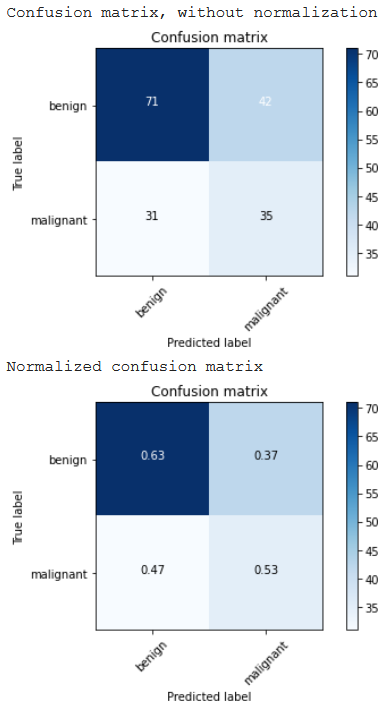 Confusion matrix, without normalization
Confusion matrix
benign
malignant
True label
71
42
31
35
benign
malignant
Predicted label
70
65
60
55
50
45
40
35
Normalized confusion matrix
Confusion matrix
benign
malignant
True label
0.63
0.37
0.47
0.53
benign
malignant
Predicted label
70
65
60
55
50
45
40
35